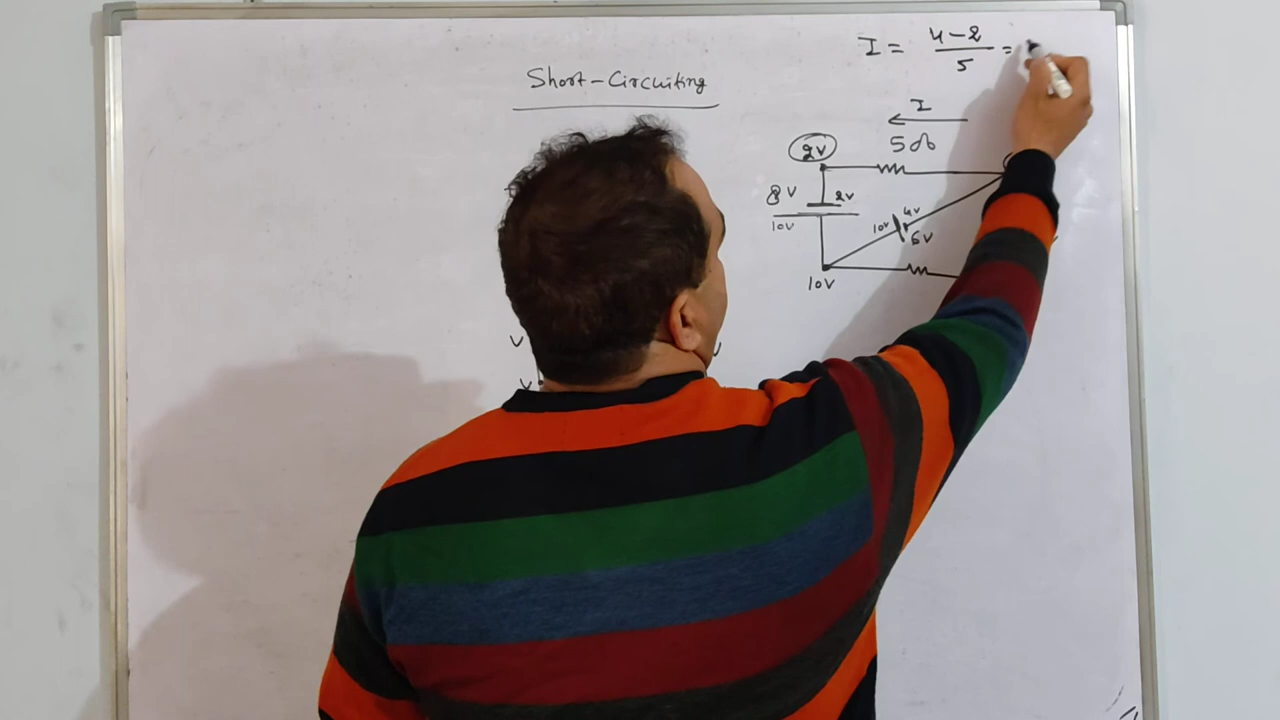 I = 4-2 / 5 =
Short-Circuiting
I
5Ω
2V
8V 2V
10V
10V 4V
6V
10V
V V
V